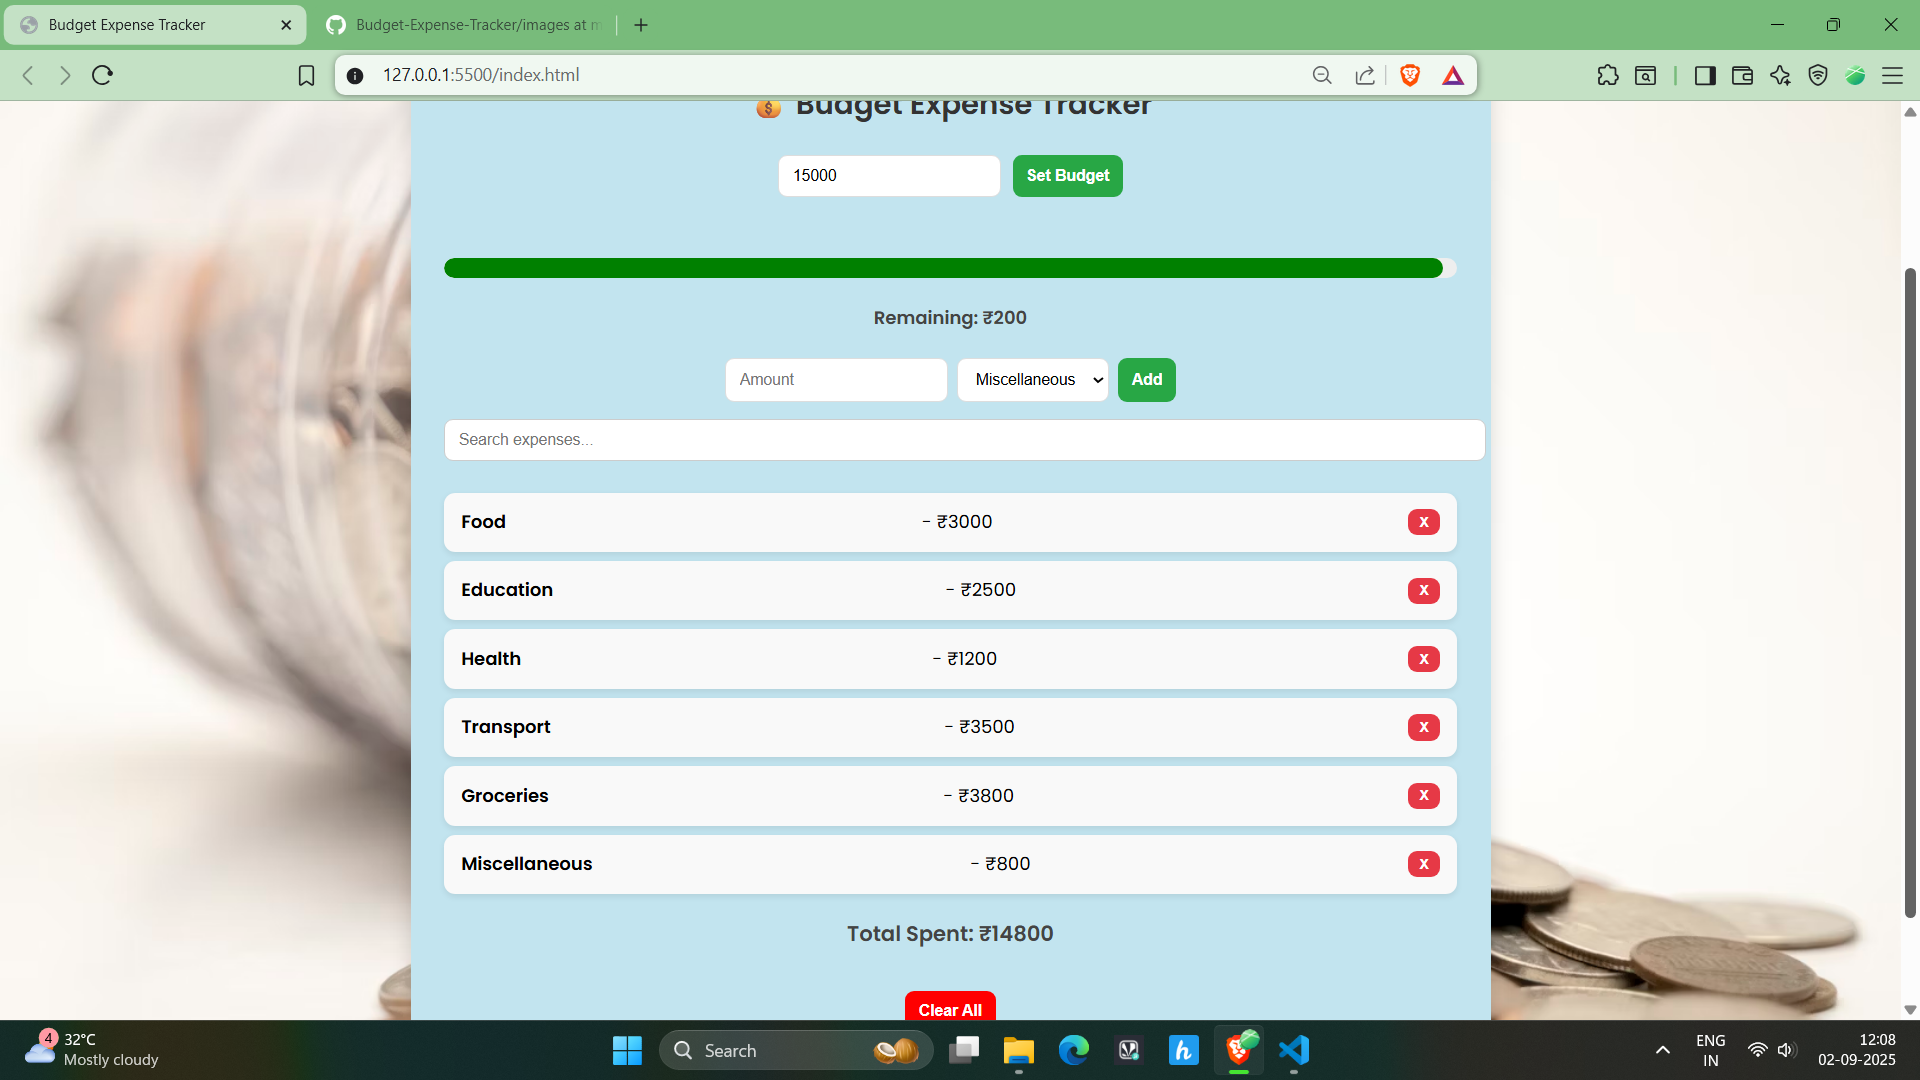 Budget Expense Tracker
Budget-Expense-Tracker/images at m
127.0.0.1:5500/index.html
Budget Expense Tracker
15000
Set Budget
Remaining: ₹200
Amount
Miscellaneous
Add
Search expenses...
Food - ₹3000 X
Education - ₹2500 X
Health - ₹1200 X
Transport - ₹3500 X
Groceries - ₹3800 X
Miscellaneous - ₹800 X
Total Spent: ₹14800
Clear All
4
32°C
Mostly cloudy
Search
h
ENG
IN
12:08
02-09-2025